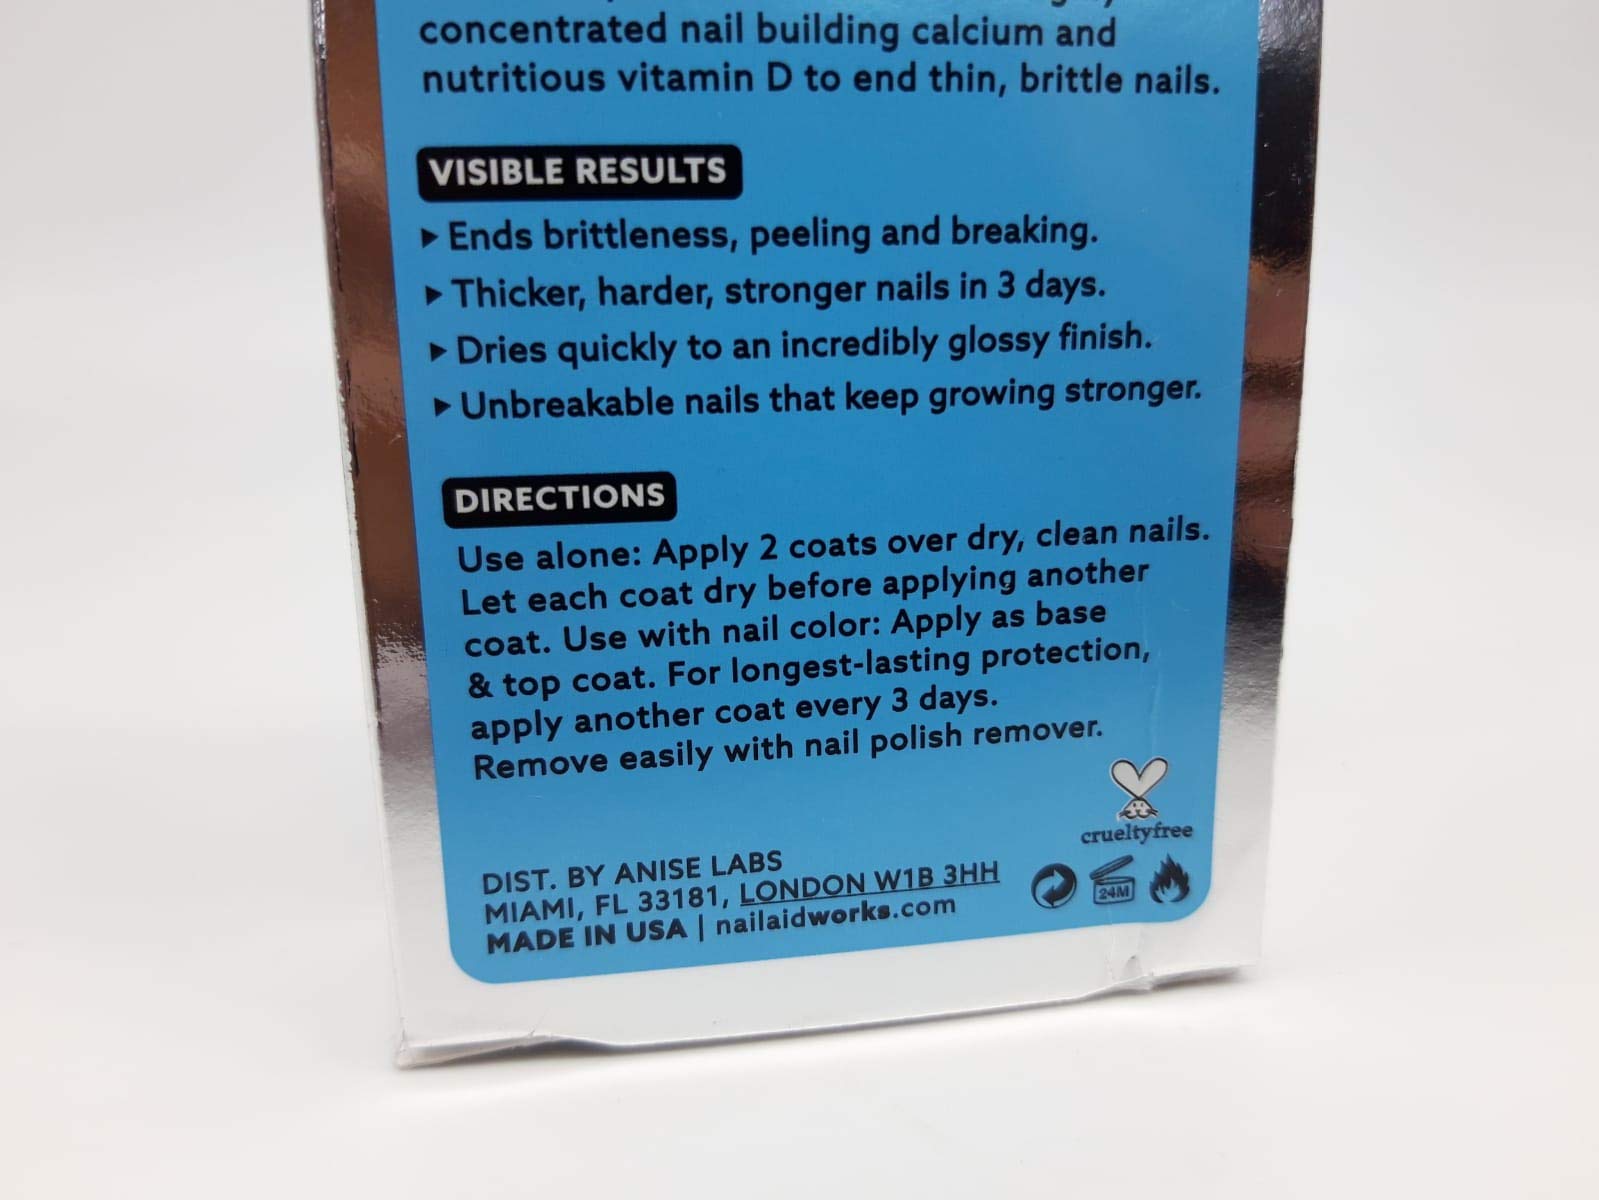 concentrated nail building calcium and
nutritious vitamin D to end thin, brittle nails.
VISIBLE RESULTS
▸ Ends brittleness, peeling and breaking.
▸ Thicker, harder, stronger nails in 3 days.
▸ Dries quickly to an incredibly glossy finish.
▸ Unbreakable nails that keep growing stronger.
DIRECTIONS
Use alone: Apply 2 coats over dry, clean nails.
Let each coat dry before applying another
coat. Use with nail color: Apply as base
& top coat. For longest-lasting protection,
apply another coat every 3 days.
Remove easily with nail polish remover.
crueltyfree
DIST. BY ANISE LABS
MIAMI, FL 33181, LONDON W1B 3HH
MADE IN USA | nailaidworks.com
24M